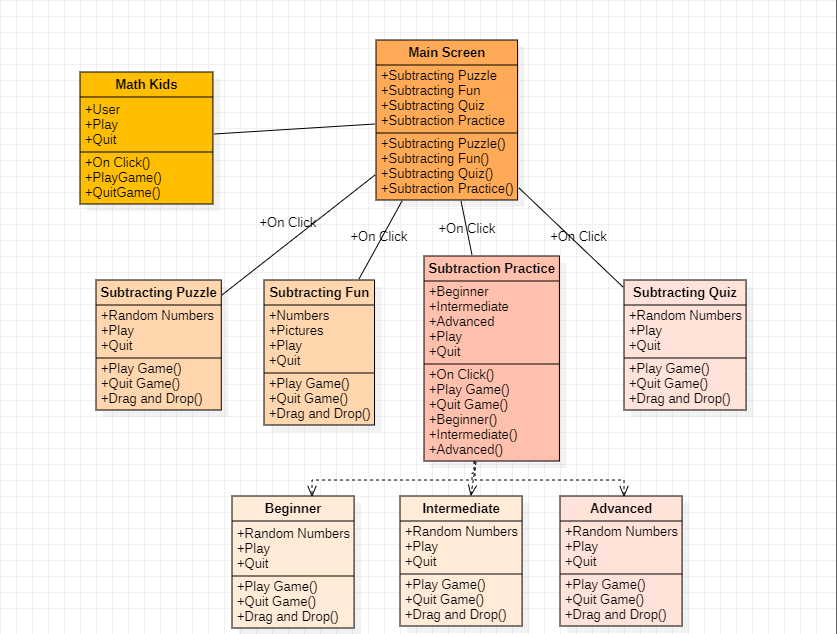 Main Screen
+Subtracting Puzzle
+Subtracting Fun
+Subtracting Quiz
+Subtraction Practice
+Subtracting Puzzle()
+Subtracting Fun()
+Subtracting Quiz()
+Subtraction Practice()
Math Kids
+User
+Play
+Quit
+On Click()
+PlayGame()
+QuitGame()
+On Click
+On Click
+On Click
+On Click
Subtracting Puzzle
+Random Numbers
+Play
+Quit
+Play Game()
+Quit Game()
+Drag and Drop()
Subtracting Fun
+Numbers
+Pictures
+Play
+Quit
+Play Game()
+Quit Game()
+Drag and Drop()
Subtraction Practice
+Beginner
+Intermediate
+Advanced
+Play
+Quit
+On Click()
+Play Game()
+Quit Game()
+Beginner()
+Intermediate()
+Advanced()
Subtracting Quiz
+Random Numbers
+Play
+Quit
+Play Game()
+Quit Game()
+Drag and Drop()
Beginner
+Random Numbers
+Play
+Quit
+Play Game()
+Quit Game()
+Drag and Drop()
Intermediate
+Random Numbers
+Play
+Quit
+Play Game()
+Quit Game()
+Drag and Drop()
Advanced
+Random Numbers
+Play
+Quit
+Play Game()
+Quit Game()
+Drag and Drop()